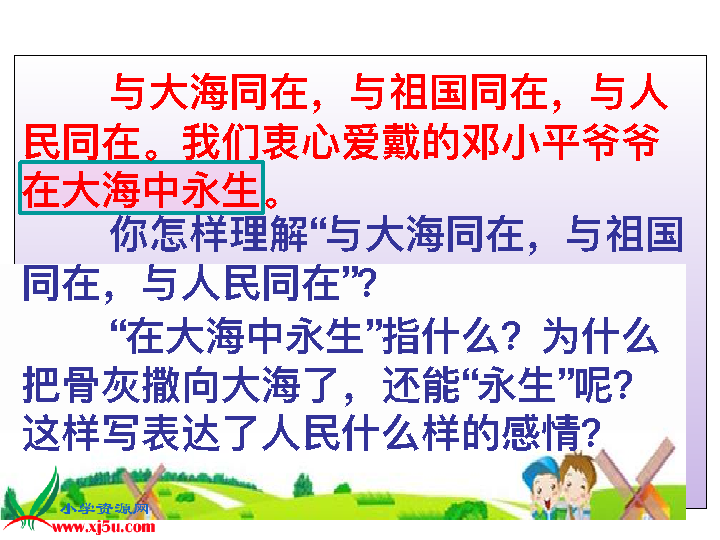 与大海同在，与祖国同在，与人
民同在。我们衷心爱戴的邓小平爷爷
在大海中永生。
你怎样理解“与大海同在，与祖国
同在，与人民同在”？
“在大海中永生”指什么？为什么
把骨灰撒向大海了，还能“永生”呢？
这样写表达了人民什么样的感情？
小学资源网
www.xj5u.com